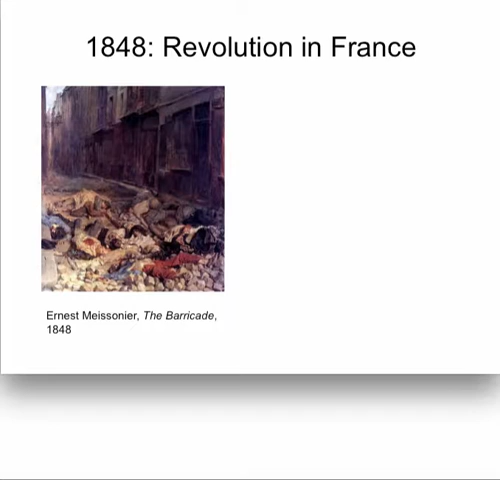 1848: Revolution in France
Ernest Meissonier, The Barricade,
1848